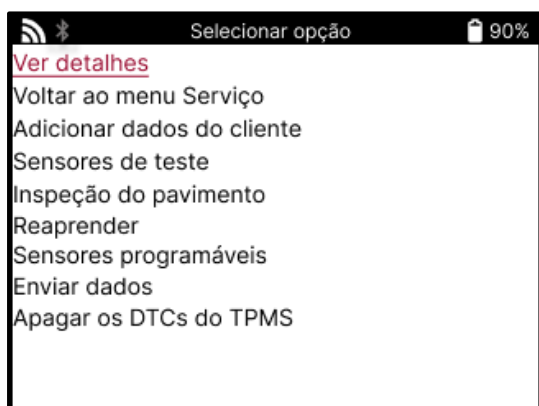 Selecionar opção 90%
Ver detalhes
Voltar ao menu Serviço
Adicionar dados do cliente
Sensores de teste
Inspeção do pavimento
Reaprender
Sensores programáveis
Enviar dados
Apagar os DTCs do TPMS